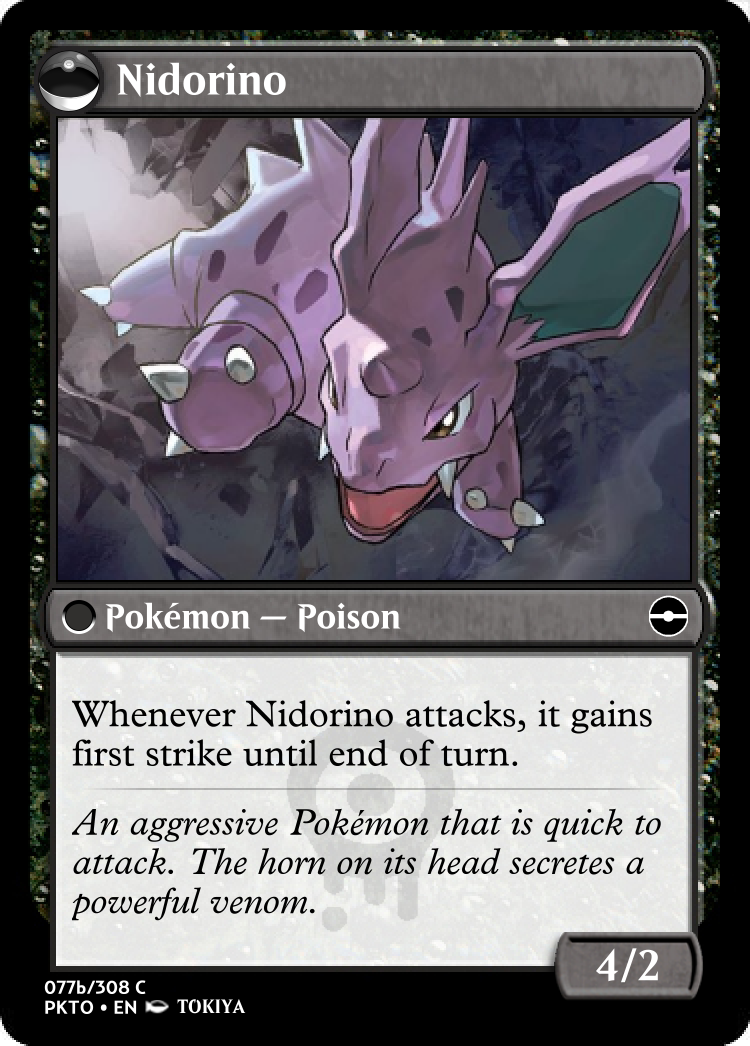 Nidorino
Pokémon — Poison
Whenever Nidorino attacks, it gains
first strike until end of turn.
An aggressive Pokémon that is quick to
attack. The horn on its head secretes a
powerful venom.
4/2
077b/308 C
PKTO • EN TOKIYA